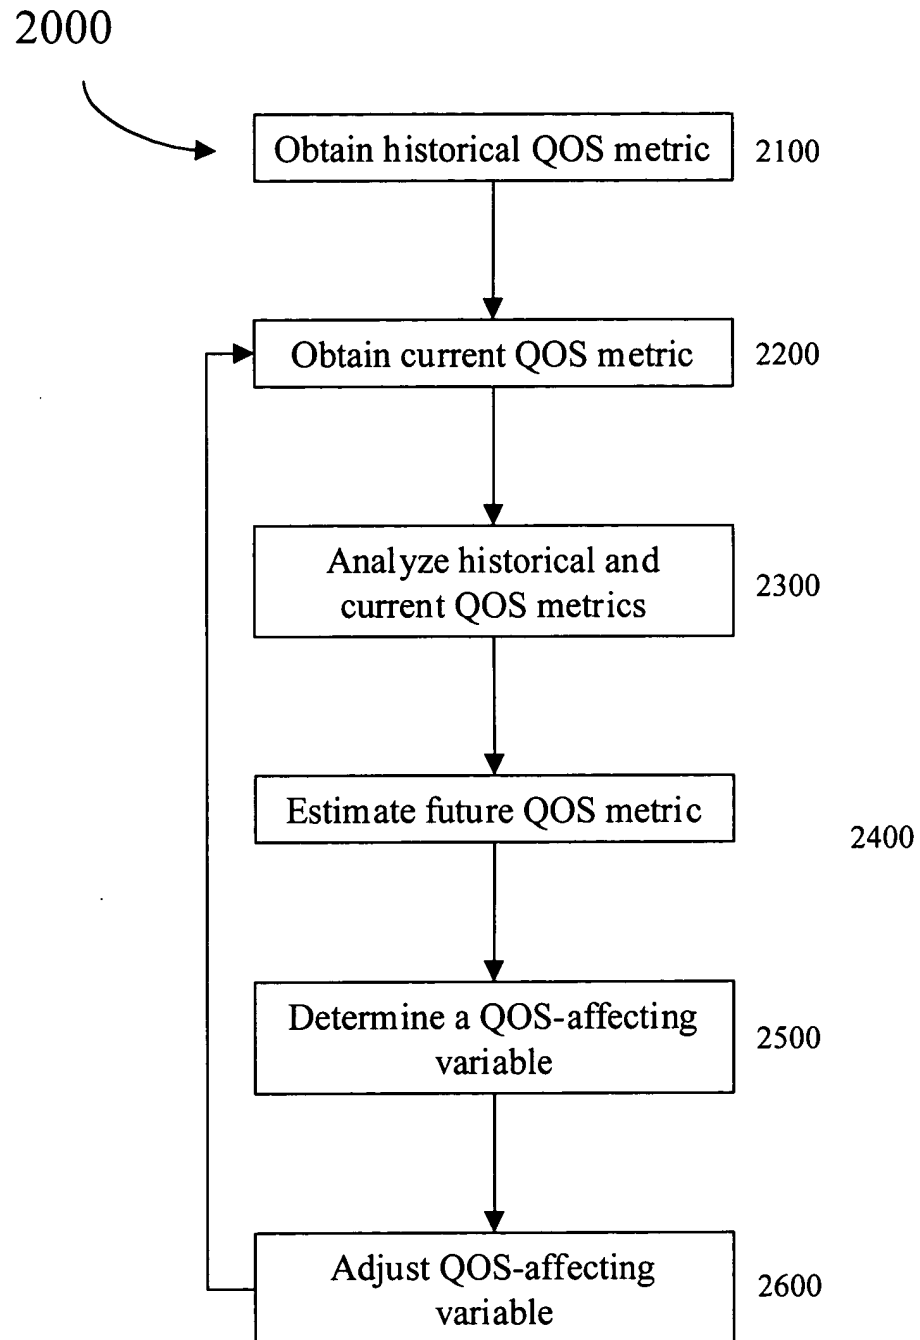 2000
Obtain historical QOS metric 2100
Obtain current QOS metric 2200
Analyze historical and
current QOS metrics
2300
Estimate future QOS metric
2400
Determine a QOS-affecting
variable
2500
Adjust QOS-affecting
variable
2600